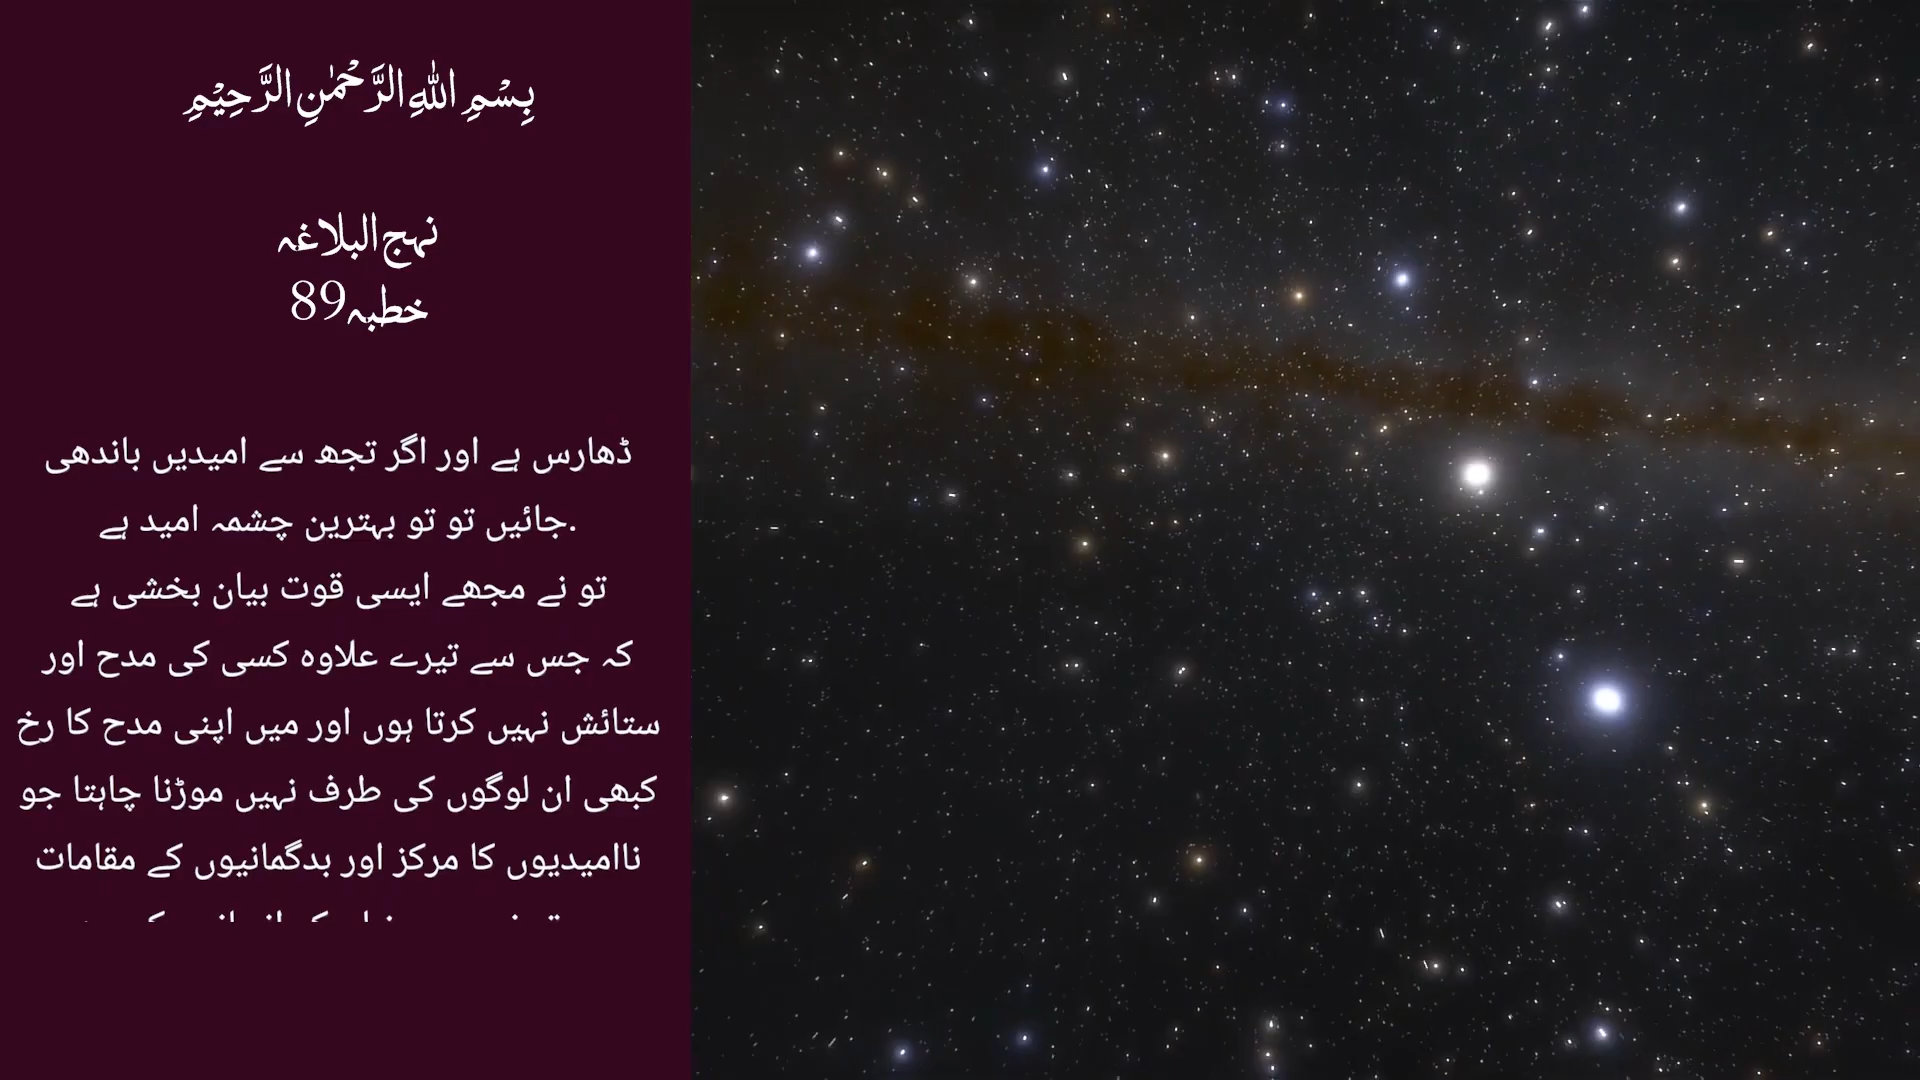 بِسْمِ اللهِ الرَّحْمٰنِ الرَّحِيْمِ
نہج البلاغہ
خطبہ 89
ڈھارس ہے اور اگر تجھ سے امیدیں باندھی
جائیں تو تو بہترین چشمہ امید ہے.
تو نے مجھے ایسی قوت بیان بخشی ہے
کہ جس سے تیرے علاوہ کسی کی مدح اور
ستائش نہیں کرتا ہوں اور میں اپنی مدح کا رخ
کبھی ان لوگوں کی طرف نہیں موڑنا چاہتا جو
ناامیدیوں کا مرکز اور بدگمانیوں کے مقامات